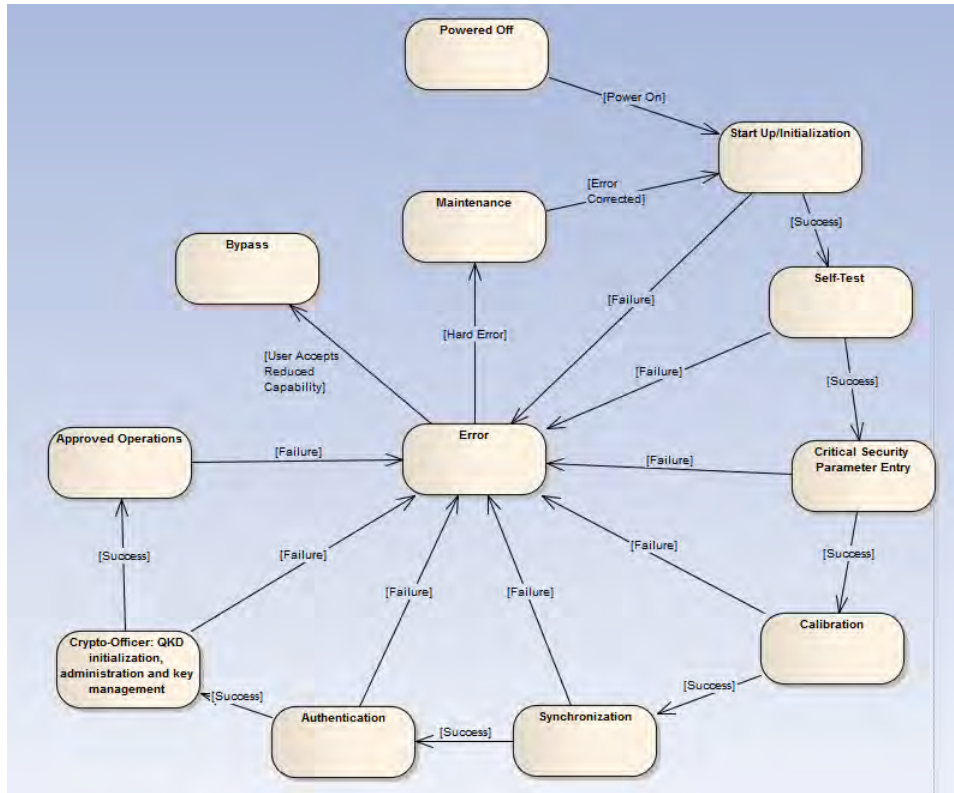 Powered Off
[Power On]
Start Up/Initialization
[Error
Corrected]
Maintenance
[Success]
Bypass
Self-Test
[Failure]
[Hard Error]
[User Accepts
Reduced
Capability]
[Failure]
[Success]
Error
Approved Operations
[Failure]
[Failure]
Critical Security
Parameter Entry
[Success]
[Failure]
[Failure]
[Success]
[Failure]
[Failure]
Calibration
Crypto-Officer: QKD
initialization,
administration and key
management
[Success]
[Success]
Authentication
[Success]
Synchronization